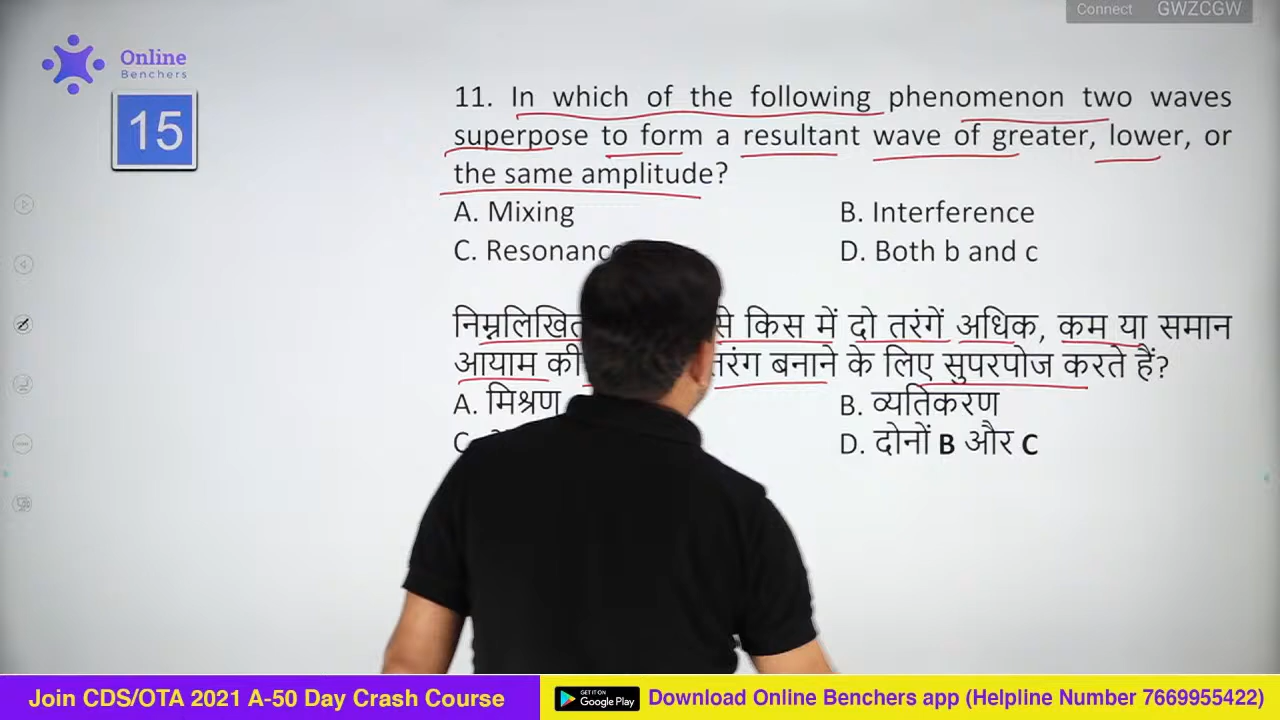 Connect GWZCGW
Online
Benchers
15
11. In which of the following phenomenon two waves
superpose to form a resultant wave of greater, lower, or
the same amplitude?
A. Mixing B. Interference
C. Resonance D. Both b and c
निम्नलिखित से किस में दो तरंगें अधिक, कम या समान
आयाम की तरंग बनाने के लिए सुपरपोज करते हैं?
A. मिश्रण B. व्यतिकरण
C. D. दोनों B और C
Join CDS/OTA 2021 A-50 Day Crash Course
GET IT ON
Google Play
Download Online Benchers app (Helpline Number 7669955422)